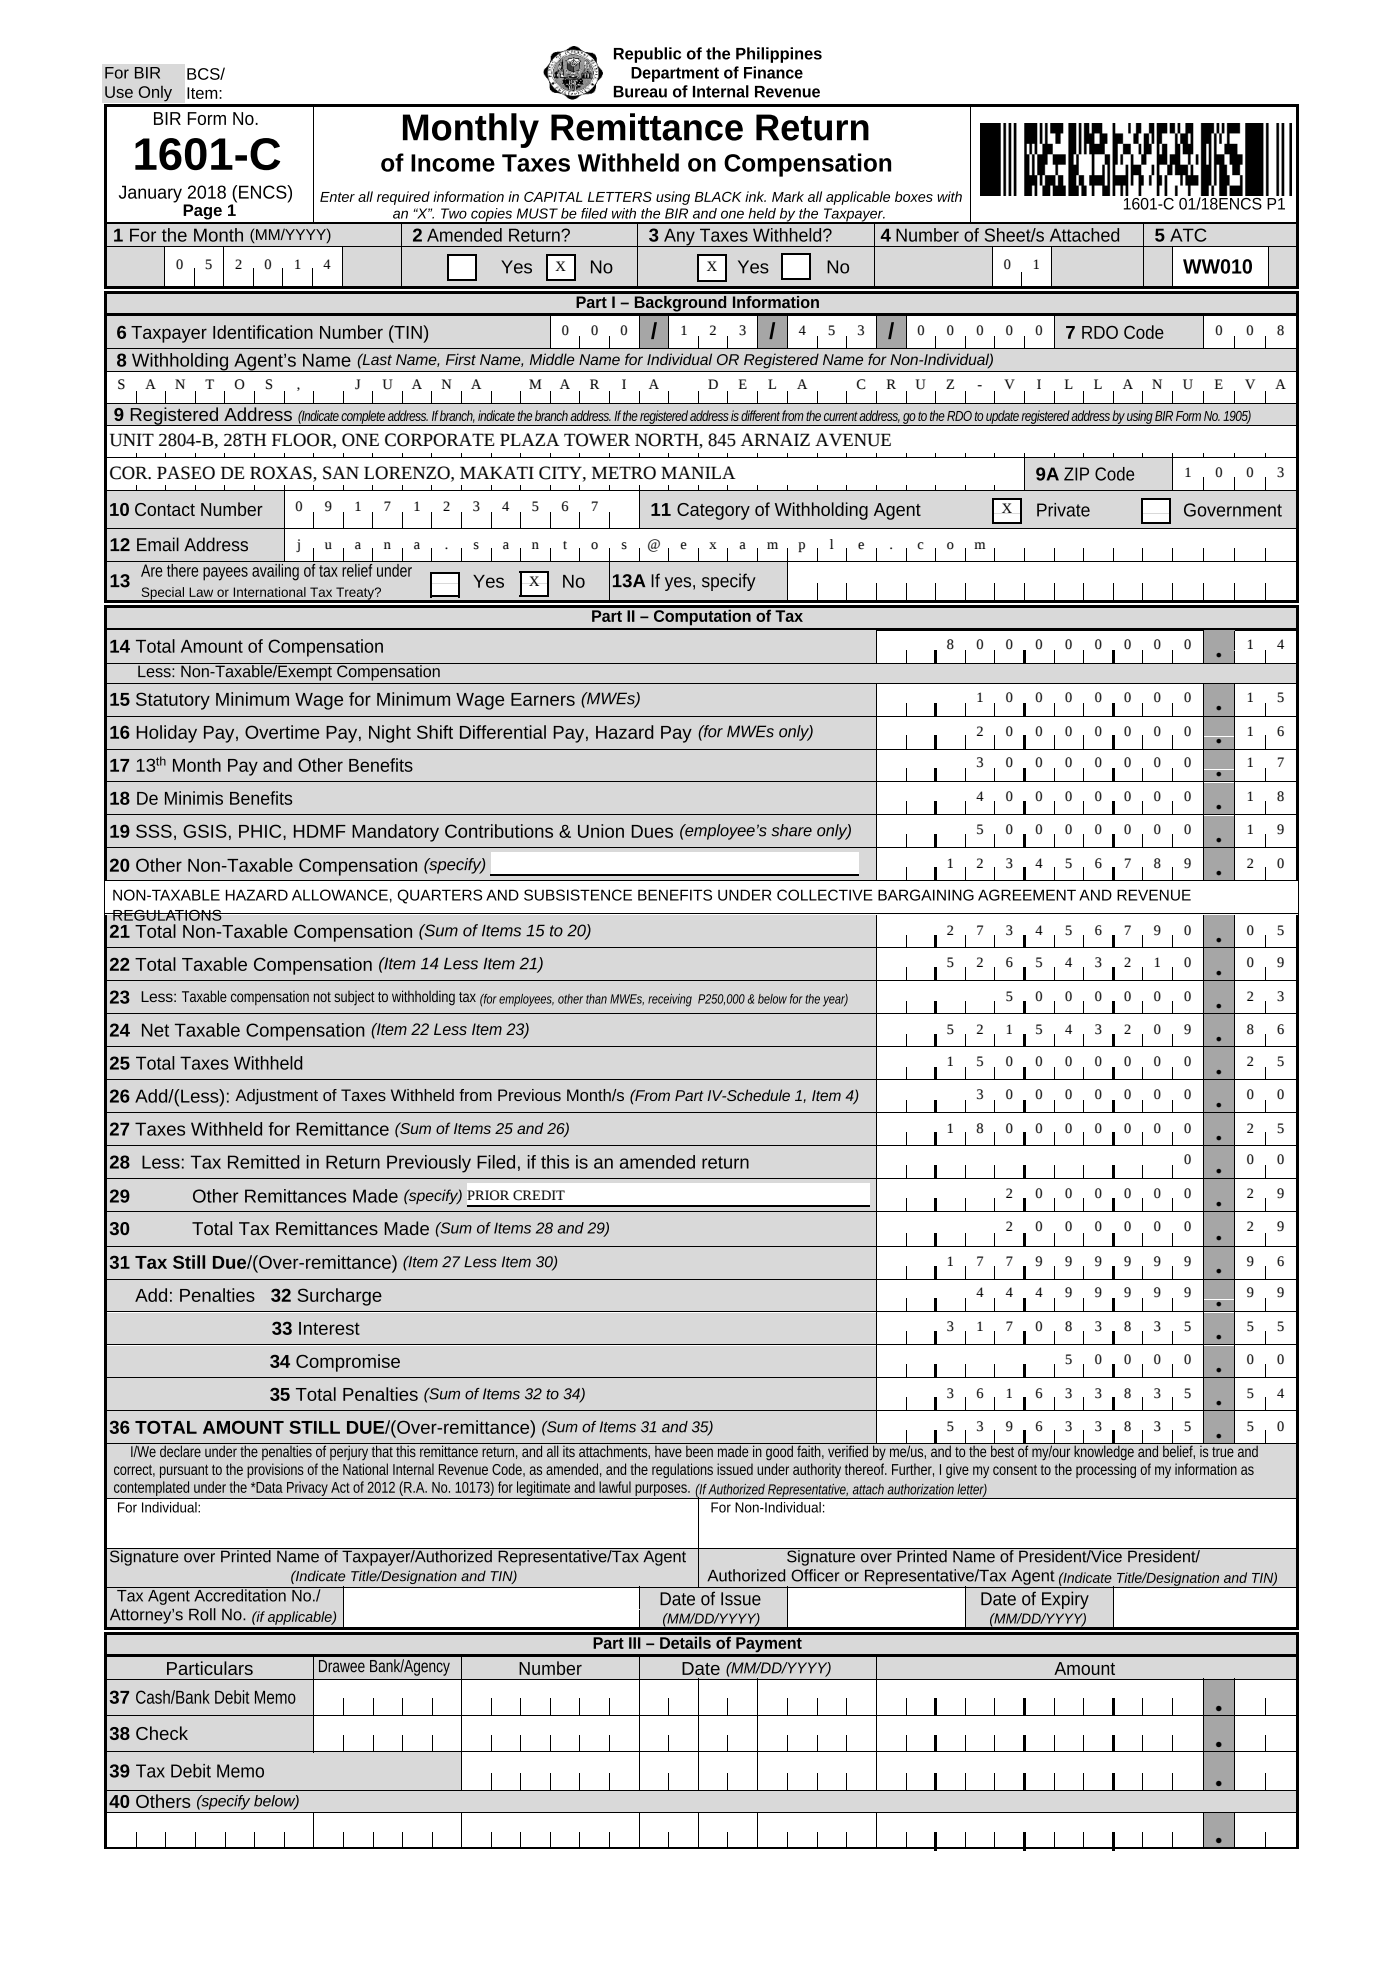 For BIR Use Only
BCS/ Item:
Republic of the Philippines
Department of Finance
Bureau of Internal Revenue
BIR Form No.
1601-C
January 2018 (ENCS)
Page 1
Monthly Remittance Return
of Income Taxes Withheld on Compensation
Enter all required information in CAPITAL LETTERS using BLACK ink. Mark all applicable boxes with
an “X”. Two copies MUST be filed with the BIR and one held by the Taxpayer.
1601-C 01/18ENCS P1
1 For the Month (MM/YYYY) 2 Amended Return? 3 Any Taxes Withheld? 4 Number of Sheet/s Attached 5 ATC
0 5 2 0 1 4 Yes X No X Yes No 0 1 WW010
Part I – Background Information
6 Taxpayer Identification Number (TIN) 0 0 0 / 1 2 3 / 4 5 3 / 0 0 0 0 0 7 RDO Code 0 0 8
8 Withholding Agent’s Name (Last Name, First Name, Middle Name for Individual OR Registered Name for Non-Individual)
S A N T O S , J U A N A M A R I A D E L A C R U Z - V I L L A N U E V A
9 Registered Address (Indicate complete address. If branch, indicate the branch address. If the registered address is different from the current address, go to the RDO to update registered address by using BIR Form No. 1905)
UNIT 2804-B, 28TH FLOOR, ONE CORPORATE PLAZA TOWER NORTH, 845 ARNAIZ AVENUE
COR. PASEO DE ROXAS, SAN LORENZO, MAKATI CITY, METRO MANILA 9A ZIP Code 1 0 0 3
10 Contact Number 0 9 1 7 1 2 3 4 5 6 7 11 Category of Withholding Agent X Private Government
12 Email Address j u a n a . s a n t o s @ e x a m p l e . c o m
13 Are there payees availing of tax relief under Special Law or International Tax Treaty? Yes X No 13A If yes, specify
Part II – Computation of Tax
14 Total Amount of Compensation 8 0 0 0 0 0 0 0 0 . 1 4
Less: Non-Taxable/Exempt Compensation
15 Statutory Minimum Wage for Minimum Wage Earners (MWEs) 1 0 0 0 0 0 0 0 . 1 5
16 Holiday Pay, Overtime Pay, Night Shift Differential Pay, Hazard Pay (for MWEs only) 2 0 0 0 0 0 0 0 . 1 6
17 13th Month Pay and Other Benefits 3 0 0 0 0 0 0 0 . 1 7
18 De Minimis Benefits 4 0 0 0 0 0 0 0 . 1 8
19 SSS, GSIS, PHIC, HDMF Mandatory Contributions & Union Dues (employee’s share only) 5 0 0 0 0 0 0 0 . 1 9
20 Other Non-Taxable Compensation (specify) 1 2 3 4 5 6 7 8 9 . 2 0
NON-TAXABLE HAZARD ALLOWANCE, QUARTERS AND SUBSISTENCE BENEFITS UNDER COLLECTIVE BARGAINING AGREEMENT AND REVENUE
REGULATIONS
21 Total Non-Taxable Compensation (Sum of Items 15 to 20) 2 7 3 4 5 6 7 9 0 . 0 5
22 Total Taxable Compensation (Item 14 Less Item 21) 5 2 6 5 4 3 2 1 0 . 0 9
23 Less: Taxable compensation not subject to withholding tax (for employees, other than MWEs, receiving P250,000 & below for the year) 5 0 0 0 0 0 0 . 2 3
24 Net Taxable Compensation (Item 22 Less Item 23) 5 2 1 5 4 3 2 0 9 . 8 6
25 Total Taxes Withheld 1 5 0 0 0 0 0 0 0 . 2 5
26 Add/(Less): Adjustment of Taxes Withheld from Previous Month/s (From Part IV-Schedule 1, Item 4) 3 0 0 0 0 0 0 0 . 0 0
27 Taxes Withheld for Remittance (Sum of Items 25 and 26) 1 8 0 0 0 0 0 0 0 . 2 5
28 Less: Tax Remitted in Return Previously Filed, if this is an amended return 0 . 0 0
29 Other Remittances Made (specify) PRIOR CREDIT 2 0 0 0 0 0 0 . 2 9
30 Total Tax Remittances Made (Sum of Items 28 and 29) 2 0 0 0 0 0 0 . 2 9
31 Tax Still Due/(Over-remittance) (Item 27 Less Item 30) 1 7 7 9 9 9 9 9 9 . 9 6
Add: Penalties 32 Surcharge 4 4 4 9 9 9 9 9 . 9 9
33 Interest 3 1 7 0 8 3 8 3 5 . 5 5
34 Compromise 5 0 0 0 0 . 0 0
35 Total Penalties (Sum of Items 32 to 34) 3 6 1 6 3 3 8 3 5 . 5 4
36 TOTAL AMOUNT STILL DUE/(Over-remittance) (Sum of Items 31 and 35) 5 3 9 6 3 3 8 3 5 . 5 0
I/We declare under the penalties of perjury that this remittance return, and all its attachments, have been made in good faith, verified by me/us, and to the best of my/our knowledge and belief, is true and
correct, pursuant to the provisions of the National Internal Revenue Code, as amended, and the regulations issued under authority thereof. Further, I give my consent to the processing of my information as
contemplated under the *Data Privacy Act of 2012 (R.A. No. 10173) for legitimate and lawful purposes. (If Authorized Representative, attach authorization letter)
For Individual: For Non-Individual:
Signature over Printed Name of Taxpayer/Authorized Representative/Tax Agent
(Indicate Title/Designation and TIN)
Signature over Printed Name of President/Vice President/
Authorized Officer or Representative/Tax Agent (Indicate Title/Designation and TIN)
Tax Agent Accreditation No./
Attorney’s Roll No. (if applicable)
Date of Issue
(MM/DD/YYYY)
Date of Expiry
(MM/DD/YYYY)
Part III – Details of Payment
Particulars Drawee Bank/Agency Number Date (MM/DD/YYYY) Amount
37 Cash/Bank Debit Memo .
38 Check .
39 Tax Debit Memo .
40 Others (specify below)
.